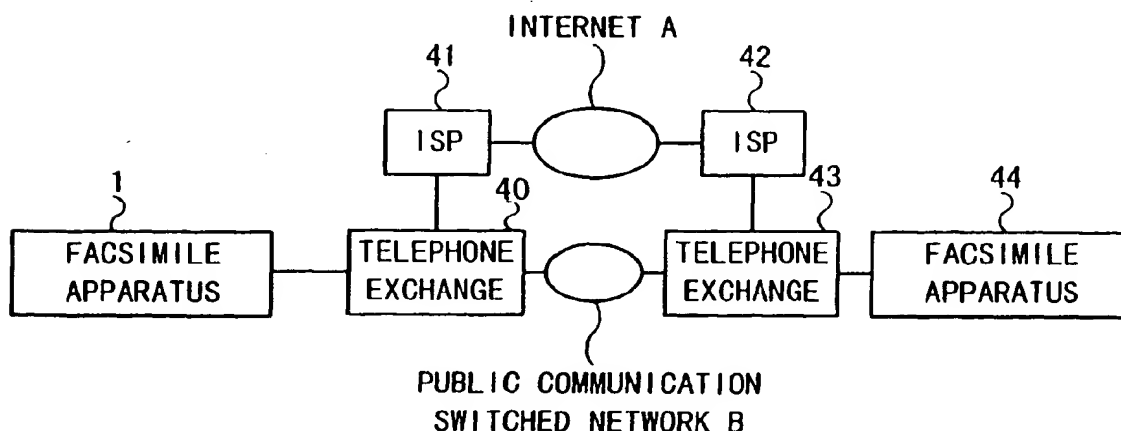 INTERNET A
41
42
ISP
ISP
1
40
43
44
FACSIMILE
APPARATUS
TELEPHONE
EXCHANGE
TELEPHONE
EXCHANGE
FACSIMILE
APPARATUS
PUBLIC COMMUNICATION
SWITCHED NETWORK B